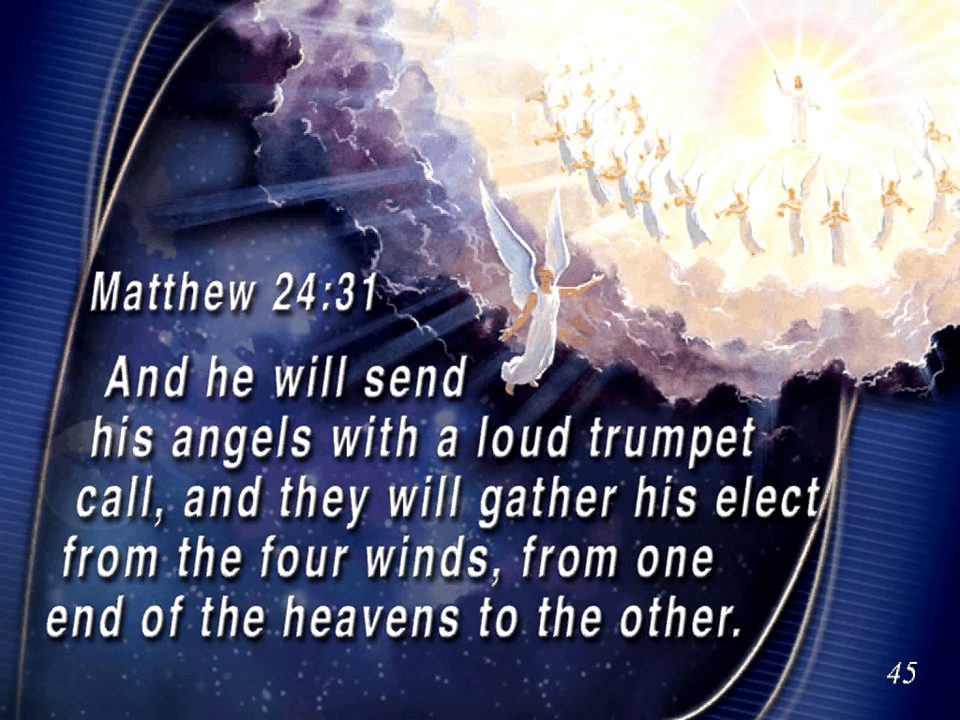 Matthew 24:31
And he will send
his angels with a loud trumpet
call, and they will gather his elect
from the four winds, from one
end of the heavens to the other.
45